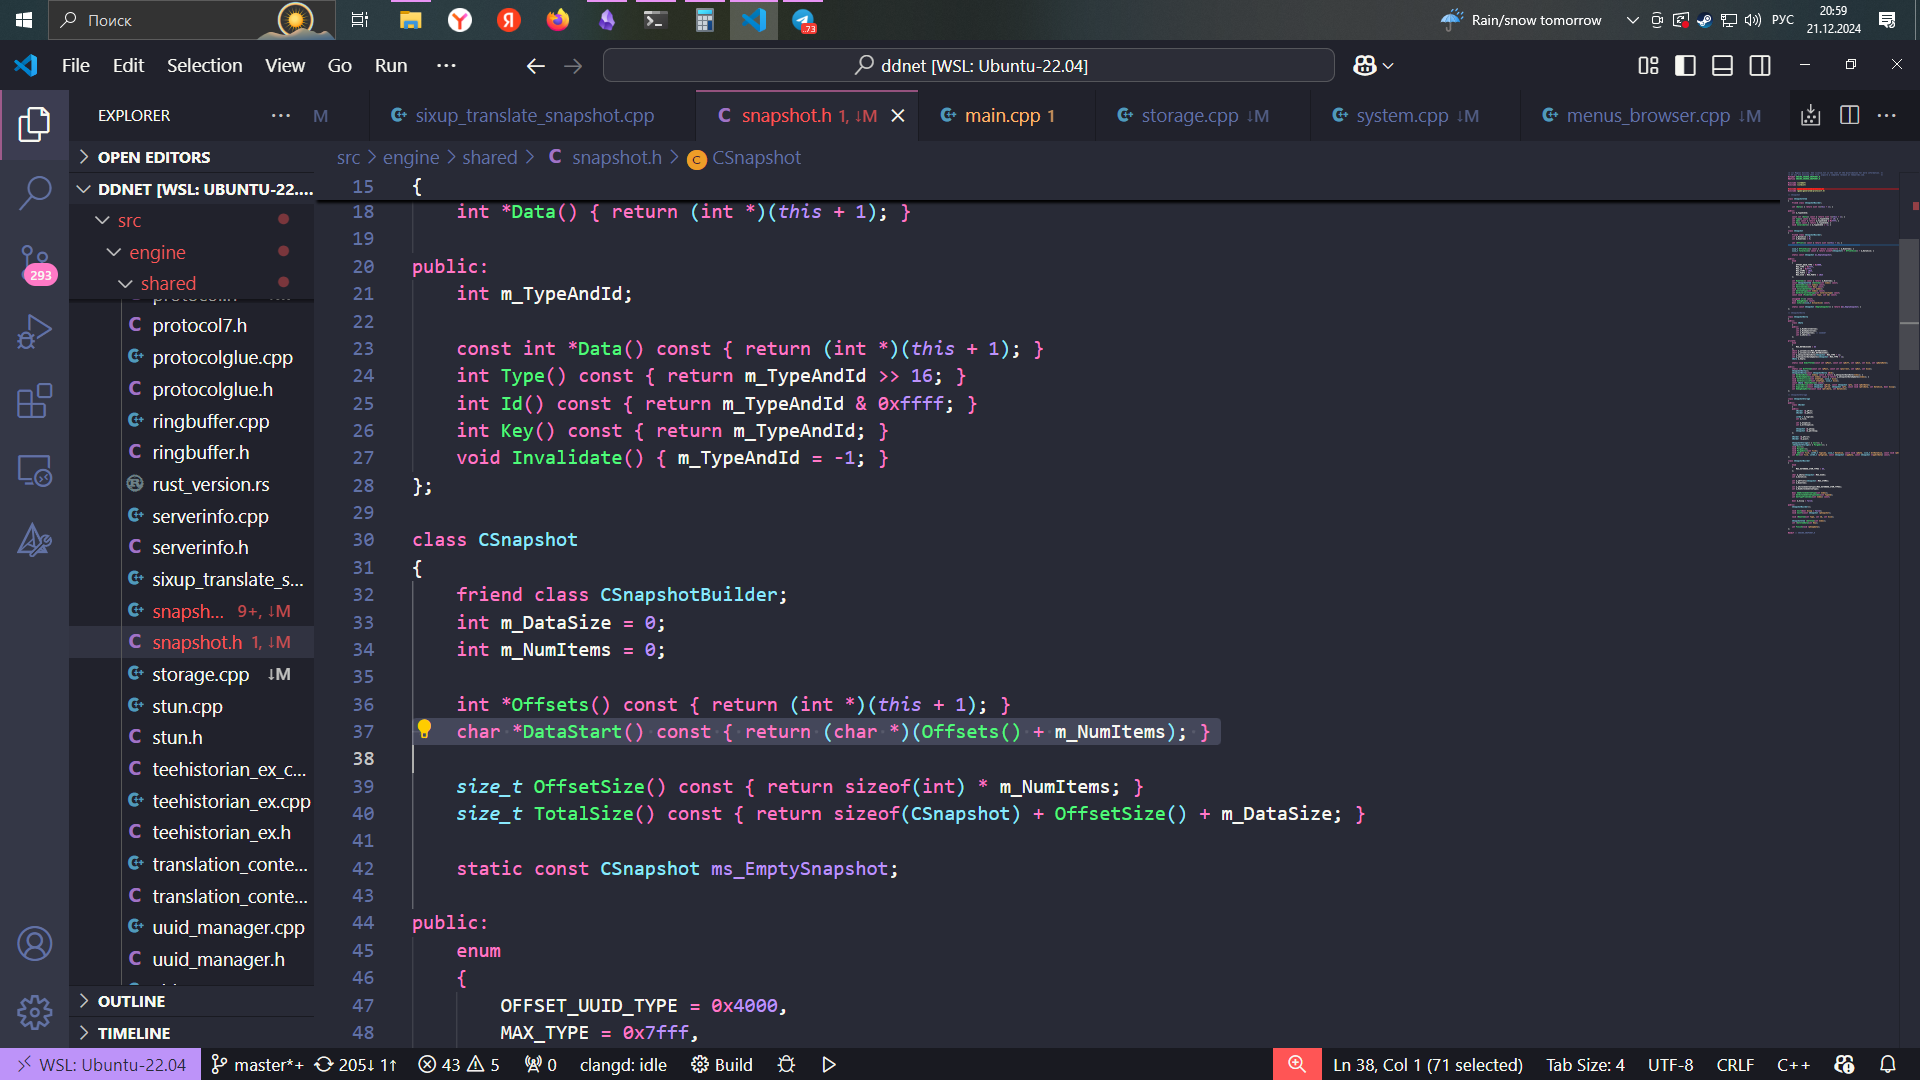 Поиск
73
Rain/snow tomorrow
РУС
20:59
21.12.2024
File Edit Selection View Go Run ···
ddnet [WSL: Ubuntu-22.04]
EXPLORER ···
M
sixup_translate_snapshot.cpp
snapshot.h 1, ↓M
main.cpp 1
storage.cpp ↓M
system.cpp ↓M
menus_browser.cpp ↓M
src > engine > shared > C snapshot.h > CSnapshot
OPEN EDITORS
DDNET [WSL: UBUNTU-22....
src
engine
shared
293
protocol7.h
protocolglue.cpp
protocolglue.h
ringbuffer.cpp
ringbuffer.h
rust_version.rs
serverinfo.cpp
serverinfo.h
sixup_translate_s...
snapsh... 9+, ↓M
snapshot.h 1, ↓M
storage.cpp ↓M
stun.cpp
stun.h
teehistorian_ex_c...
teehistorian_ex.cpp
teehistorian_ex.h
translation_conte...
translation_conte...
uuid_manager.cpp
uuid_manager.h
OUTLINE
TIMELINE
15 {
18 int *Data() { return (int *)(this + 1); }
19
20 public:
21 int m_TypeAndId;
22
23 const int *Data() const { return (int *)(this + 1); }
24 int Type() const { return m_TypeAndId >> 16; }
25 int Id() const { return m_TypeAndId & 0xffff; }
26 int Key() const { return m_TypeAndId; }
27 void Invalidate() { m_TypeAndId = -1; }
28 };
29
30 class CSnapshot
31 {
32 friend class CSnapshotBuilder;
33 int m_DataSize = 0;
34 int m_NumItems = 0;
35
36 int *Offsets() const { return (int *)(this + 1); }
37 char *DataStart() const { return (char *)(Offsets() + m_NumItems); }
38
39 size_t OffsetSize() const { return sizeof(int) * m_NumItems; }
40 size_t TotalSize() const { return sizeof(CSnapshot) + OffsetSize() + m_DataSize; }
41
42 static const CSnapshot ms_EmptySnapshot;
43
44 public:
45 enum
46 {
47 OFFSET_UUID_TYPE = 0x4000,
48 MAX_TYPE = 0x7fff,
WSL: Ubuntu-22.04 master*+ 205↓ 1↑ 43 5 0 clangd: idle Build Ln 38, Col 1 (71 selected) Tab Size: 4 UTF-8 CRLF C++